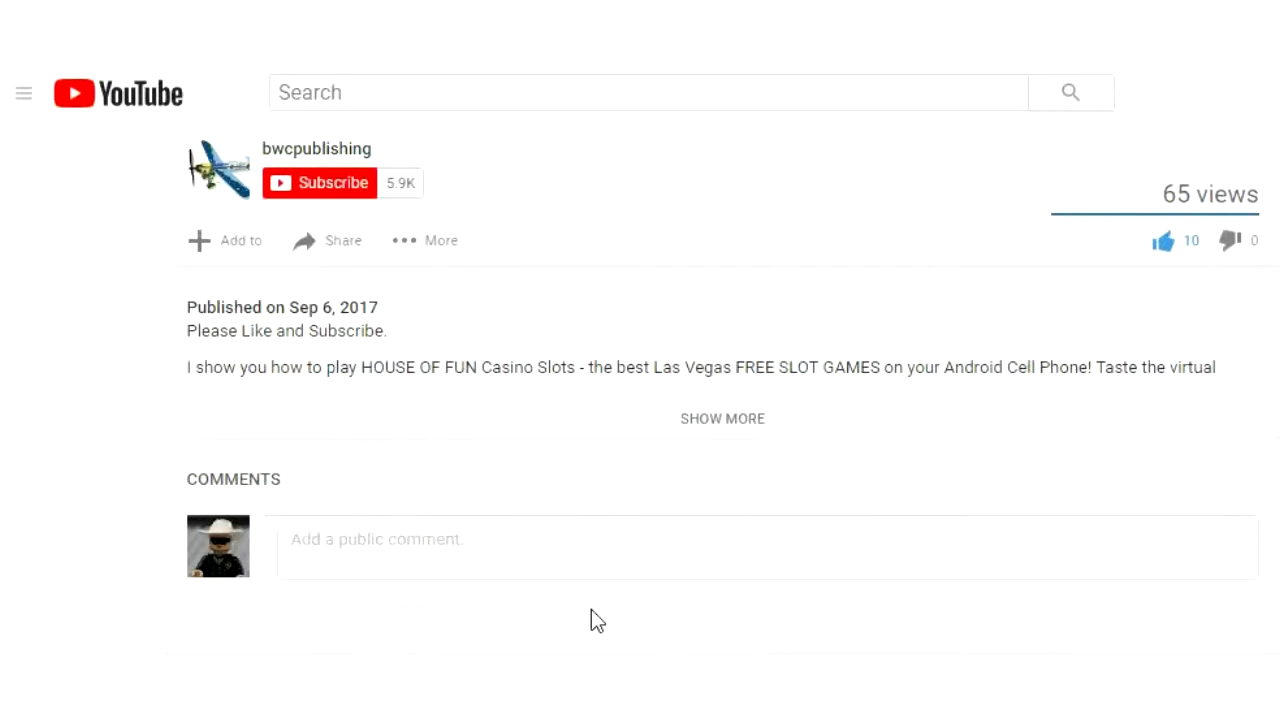 YouTube
Search
bwcpublishing
Subscribe 5.9K
65 views
Add to Share More
10 0
Published on Sep 6, 2017
Please Like and Subscribe.
I show you how to play HOUSE OF FUN Casino Slots - the best Las Vegas FREE SLOT GAMES on your Android Cell Phone! Taste the virtual
SHOW MORE
COMMENTS
Add a public comment.